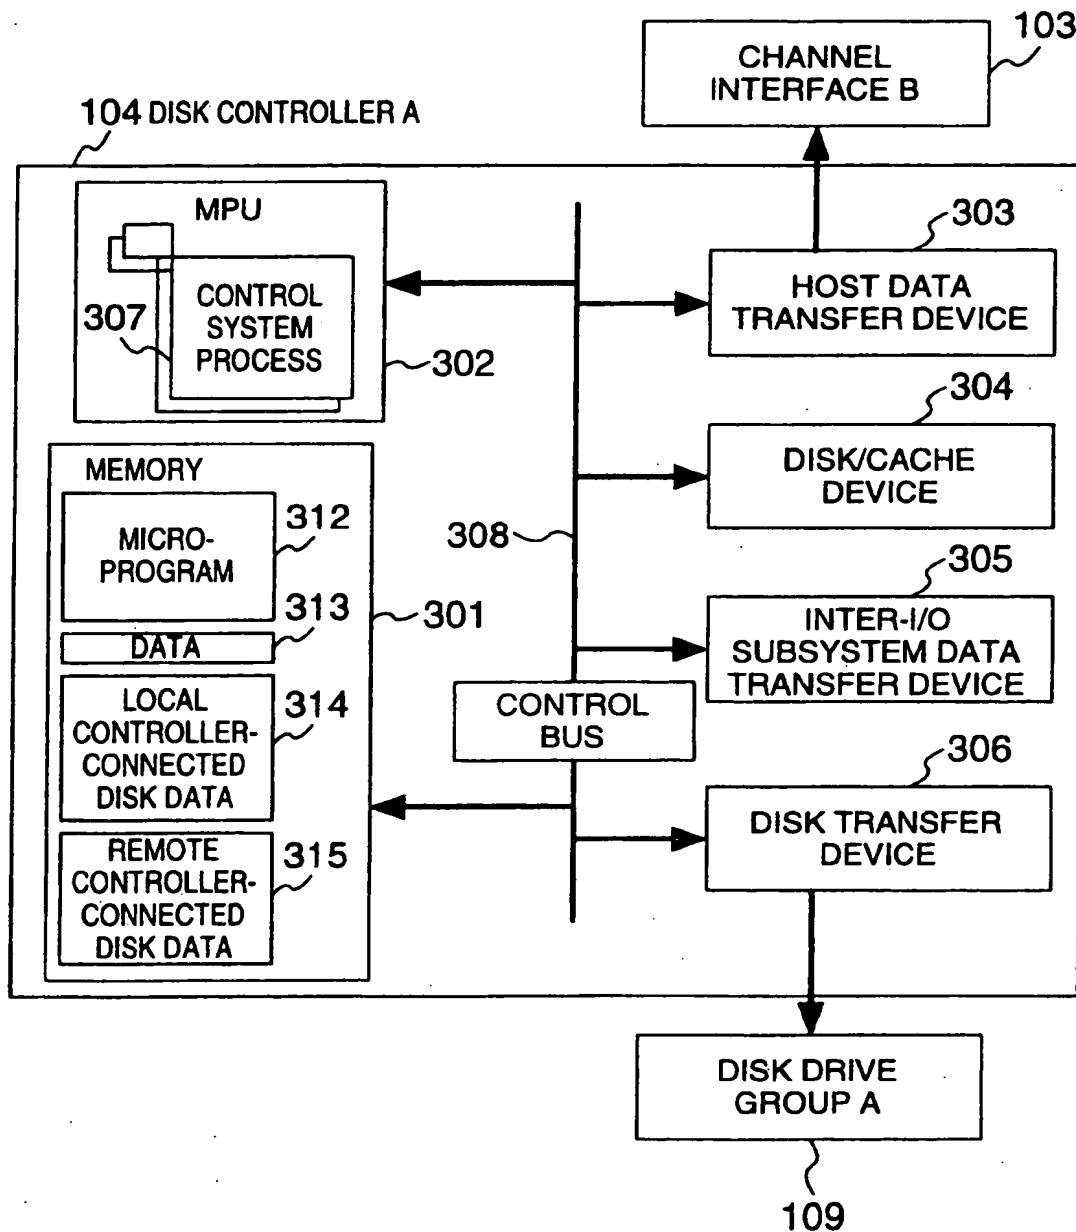 103
CHANNEL
INTERFACE B
104 DISK CONTROLLER A
MPU
307
CONTROL
SYSTEM
PROCESS
302
303
HOST DATA
TRANSFER DEVICE
304
DISK/CACHE
DEVICE
MEMORY
MICRO-
PROGRAM
312
313
DATA
301
LOCAL
CONTROLLER-
CONNECTED
DISK DATA
314
REMOTE
CONTROLLER-
CONNECTED
DISK DATA
315
308
CONTROL
BUS
305
INTER-I/O
SUBSYSTEM DATA
TRANSFER DEVICE
306
DISK TRANSFER
DEVICE
DISK DRIVE
GROUP A
109